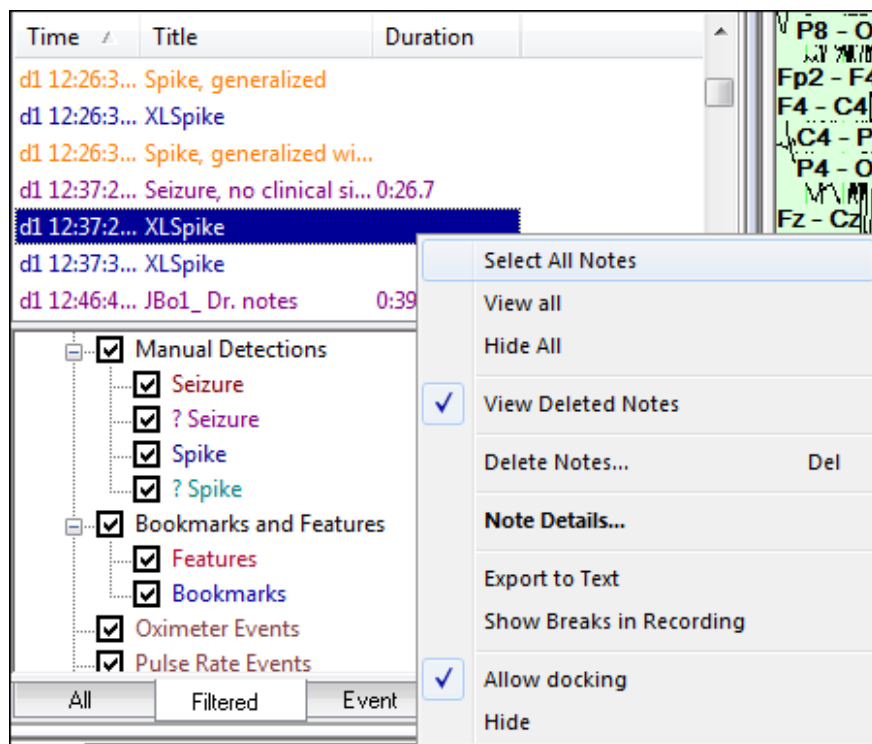 Time Title Duration
d1 12:26:3... Spike, generalized
d1 12:26:3... XLSpike
d1 12:26:3... Spike, generalized wi...
d1 12:37:2... Seizure, no clinical si... 0:26.7
d1 12:37:2... XLSpike
d1 12:37:3... XLSpike
d1 12:46:4... JBo1_ Dr. notes 0:39
Manual Detections
Seizure
? Seizure
Spike
? Spike
Bookmarks and Features
Features
Bookmarks
Oximeter Events
Pulse Rate Events
All Filtered Event
Select All Notes
View all
Hide All
View Deleted Notes
Delete Notes... Del
Note Details...
Export to Text
Show Breaks in Recording
Allow docking
Hide
P8 - O
Fp2 - F4
F4 - C4
C4 - P
P4 - O
Fz - Cz